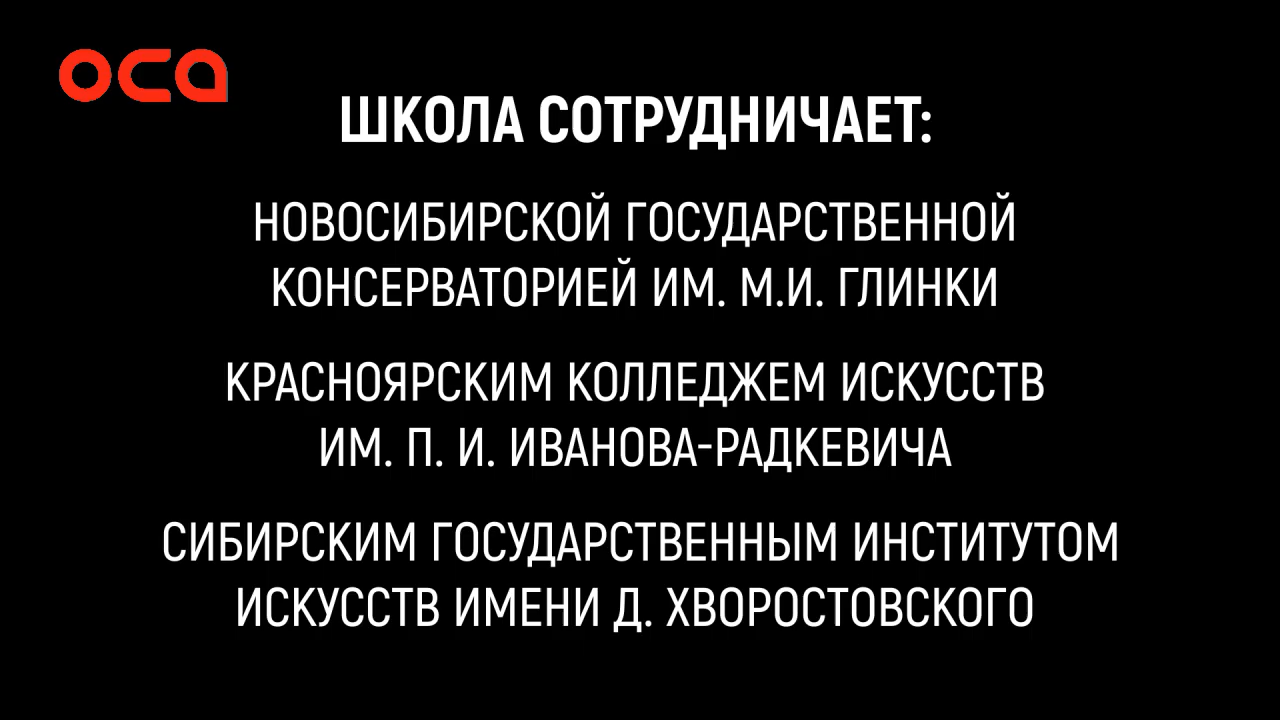 оса
ШКОЛА СОТРУДНИЧАЕТ:
НОВОСИБИРСКОЙ ГОСУДАРСТВЕННОЙ
КОНСЕРВАТОРИЕЙ ИМ. М.И. ГЛИНКИ
КРАСНОЯРСКИМ КОЛЛЕДЖЕМ ИСКУССТВ
ИМ. П. И. ИВАНОВА-РАДКЕВИЧА
СИБИРСКИМ ГОСУДАРСТВЕННЫМ ИНСТИТУТОМ
ИСКУССТВ ИМЕНИ Д. ХВОРОСТОВСКОГО